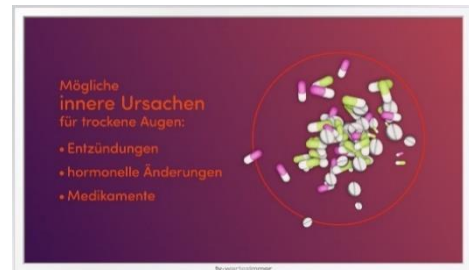 Mögliche
innere Ursachen
für trockene Augen:
• Entzündungen
• hormonelle Änderungen
• Medikamente